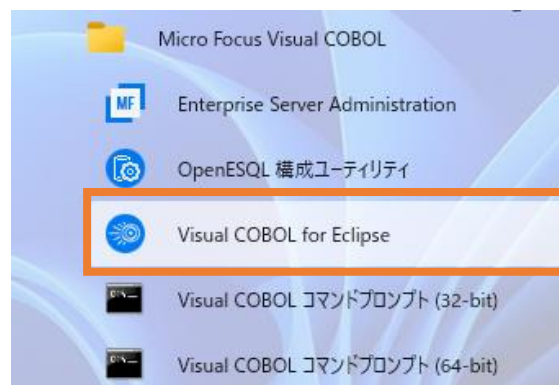 Micro Focus Visual COBOL
MF Enterprise Server Administration
OpenESQL 構成ユーティリティ
Visual COBOL for Eclipse
Visual COBOL コマンドプロンプト (32-bit)
Visual COBOL コマンドプロンプト (64-bit)